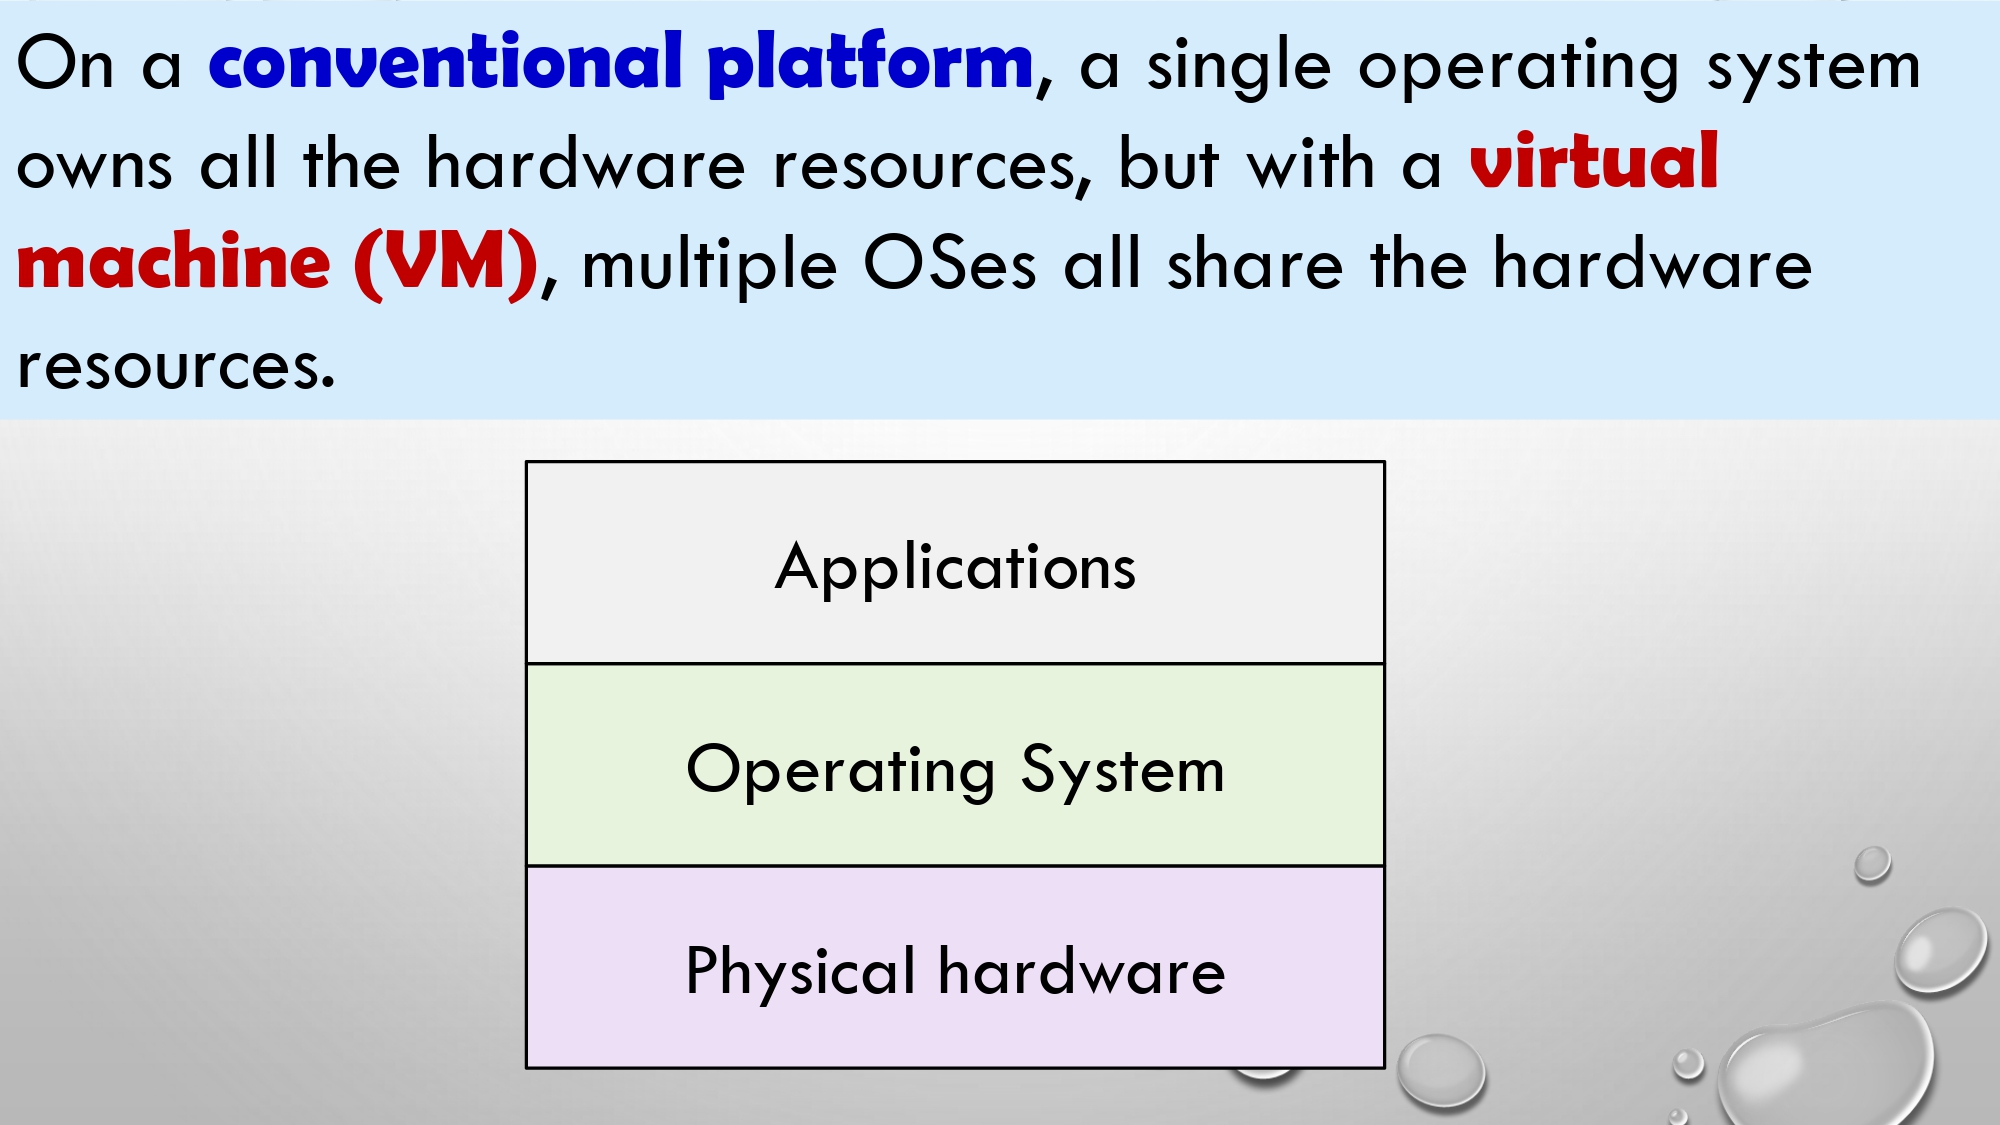 On a conventional platform, a single operating system
owns all the hardware resources, but with a virtual
machine (VM), multiple OSes all share the hardware
resources.
Applications
Operating System
Physical hardware